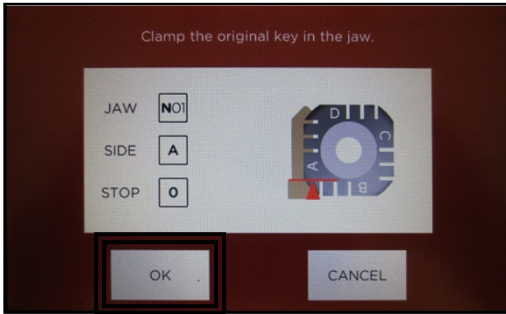 Clamp the original key in the jaw.
JAW N01
SIDE A
STOP 0
D
C
A
B
OK
CANCEL